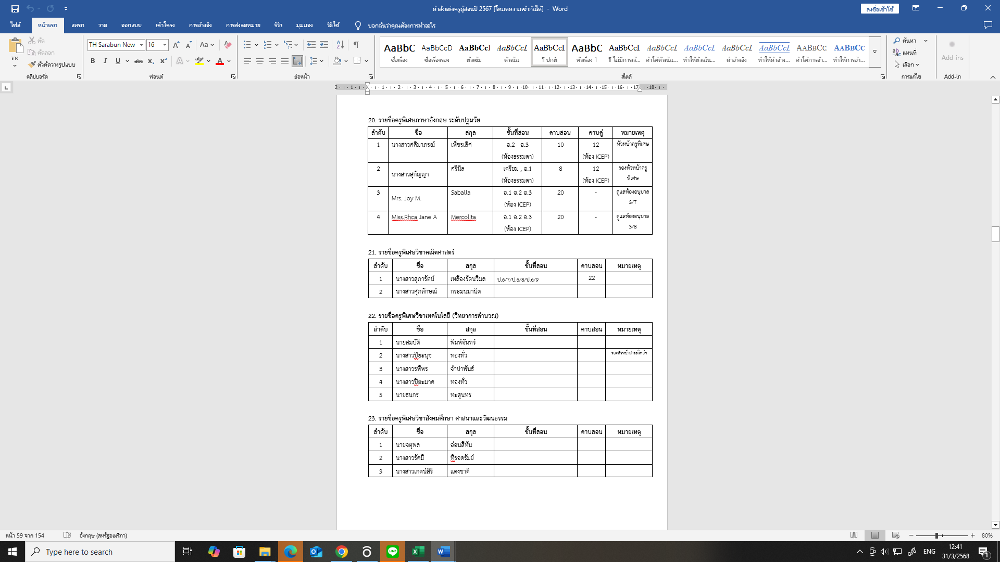 คำสั่งแต่งครูผู้สอนปี 2567 [โหมดความเข้ากันได้] - Word
ลงชื่อเข้าใช้
ไฟล์ หน้าแรก แทรก วาด ออกแบบ เค้าโครง การอ้างอิง การส่งจดหมาย รีวิว มุมมอง วิธีใช้ บอกฉันว่าคุณต้องการทำอะไร
วาง
ตัด
คัดลอก
ตัวคัดวางรูปแบบ
คลิปบอร์ด
TH Sarabun New 16
ฟอนต์
ย่อหน้า
AaBbC AaBbCcD AaBbCcI AaBbCcL AaBbCcI AaBbC AaBbCcI AaBbCcL AaBbCcL AaBbCcL AaBbCcL AABBCC AABBCC
ชื่อเรื่อง ชื่อเรื่องรอง ตัวเข้ม ตัวเน้น ¶ ปกติ หัวเรื่อง 1 ¶ ไม่มีการเว้... ทำให้ตัวเน้น... ทำให้ตัวเน้น... คำอ้างอิง ทำให้คำอ้าง... ทำให้การอ้า... ทำให้การอ้า...
สไตล์
ค้นหา
แทนที่
เลือก
การแก้ไข
Add-ins
Add-in
2 1 1 2 3 4 5 6 7 8 9 10 11 12 13 14 15 16 17 18
20. รายชื่อครูพิเศษภาษาอังกฤษ ระดับปฐมวัย
ลำดับ ชื่อ สกุล ชั้นที่สอน คาบสอน คาบคู่ หมายเหตุ
1 นางสาวศศิมาภรณ์ เพ็ชรเลิศ อ.2 อ.3 10 12 หัวหน้าครูพิเศษ
(ห้องธรรมดา) (ห้อง ICEP)
2 นางสาวสุกัญญา ศรีนิล เตรียม , อ.1 8 12 รองหัวหน้าครู
(ห้องธรรมดา) (ห้อง ICEP) พิเศษ
3 Mrs. Joy M. Saballa อ.1 อ.2 อ.3 20 - ดูแลห้องอนุบาล
(ห้อง ICEP) 3/7
4 Miss.Rhca Jane A Mercolita อ.1 อ.2 อ.3 20 - ดูแลห้องอนุบาล
(ห้อง ICEP) 3/8
21. รายชื่อครูพิเศษวิชาคณิตศาสตร์
ลำดับ ชื่อ สกุล ชั้นที่สอน คาบสอน หมายเหตุ
1 นางสาวสุภารัตน์ เหลืองรัตนวิมล ป.6/7/ป.6/8/ป.6/9 22
2 นางสาวศุภลักษณ์ กระมนมานิต
22. รายชื่อครูพิเศษวิชาเทคโนโลยี (วิทยาการคำนวณ)
ลำดับ ชื่อ สกุล ชั้นที่สอน คาบสอน หมายเหตุ
1 นายสมบัติ พิมพ์จันทร์
2 นางสาวปิยะนุช ทองทั่ว รองหัวหน้าสาระวิทย์ฯ
3 นางสาวรพีพร จำปาพันธ์
4 นางสาวปิยะมาศ ทองทั่ว
5 นายธนกร ทะสุนทร
23. รายชื่อครูพิเศษวิชาสังคมศึกษา ศาสนาและวัฒนธรรม
ลำดับ ชื่อ สกุล ชั้นที่สอน คาบสอน หมายเหตุ
1 นายจตุพล อ่อนสีทัน
2 นางสาวรัศมี ทิรอดรัมย์
3 นางสาวเกตน์สิริ แดงชาติ
หน้า 59 จาก 154 อังกฤษ (สหรัฐอเมริกา) 80%
Type here to search
LINE
ENG
12:41
31/3/2568
1